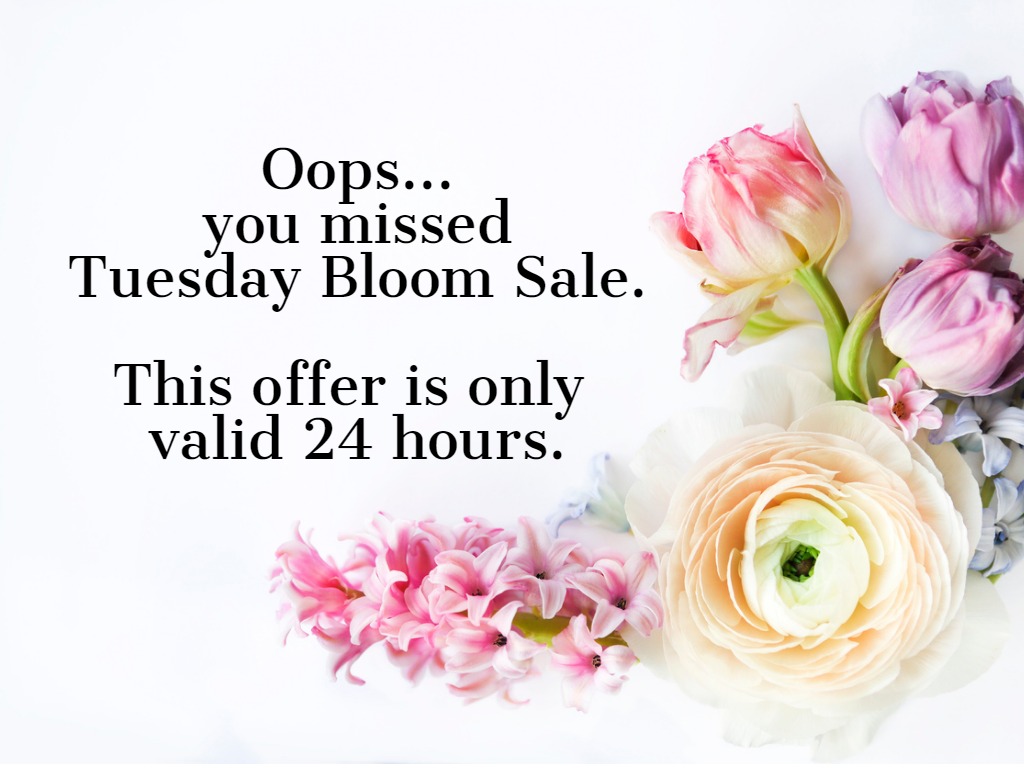 Oops...
you missed
Tuesday Bloom Sale.
This offer is only
valid 24 hours.